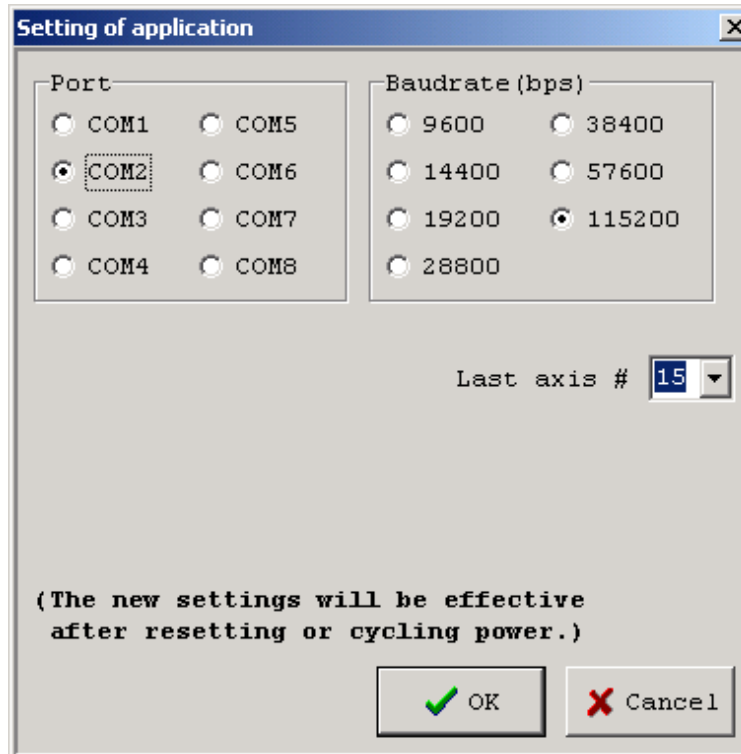 Setting of application
Port
Baudrate(bps)
COM1 COM5
9600 38400
COM2 COM6
14400 57600
COM3 COM7
19200 115200
COM4 COM8
28800
Last axis # 15
(The new settings will be effective
after resetting or cycling power.)
OK
Cancel